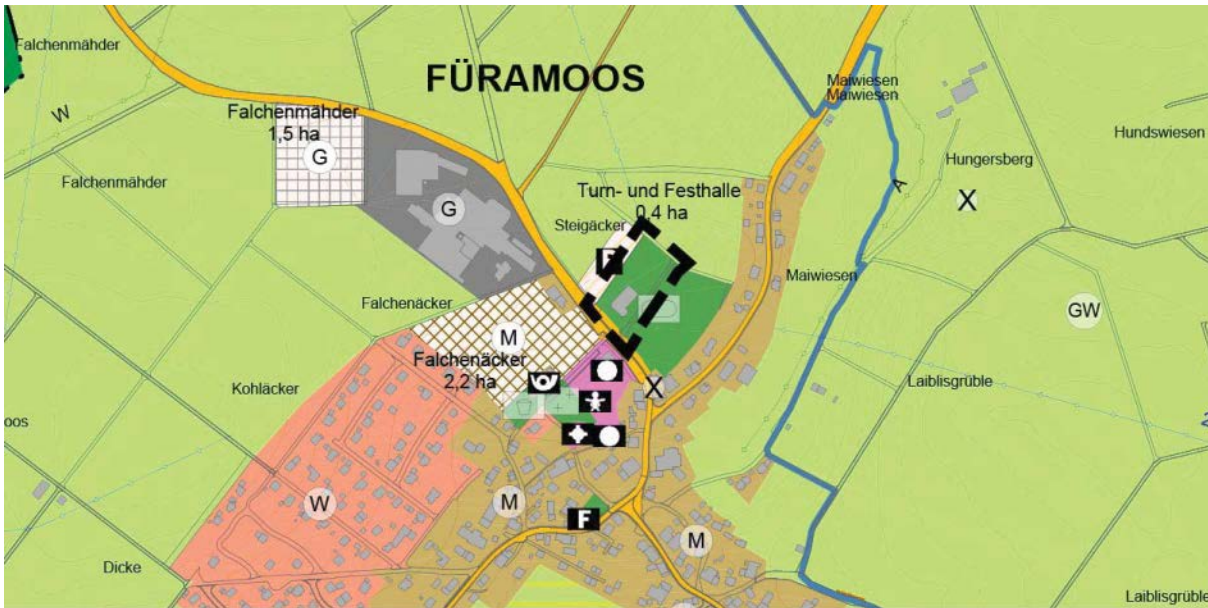 Falchenmähder
FÜRAMOOS
Maiwiesen
Maiwiesen
W
Falchenmähder
1,5 ha
Hundswiesen
G
Hungersberg
Falchenmähder
A
Turn- und Festhalle
0,4 ha
X
G
Steigäcker
Maiwiesen
Falchenäcker
GW
M
Falchenäcker
2,2 ha
Kohläcker
X
Laiblisgrüble
oos
W
M
F
M
Dicke
Laiblisgrüble